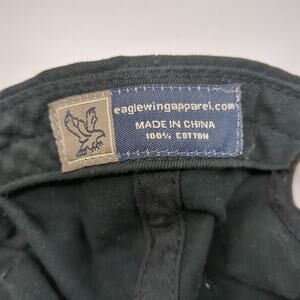 eaglewingapparel.com
MADE IN CHINA
100% COTTON